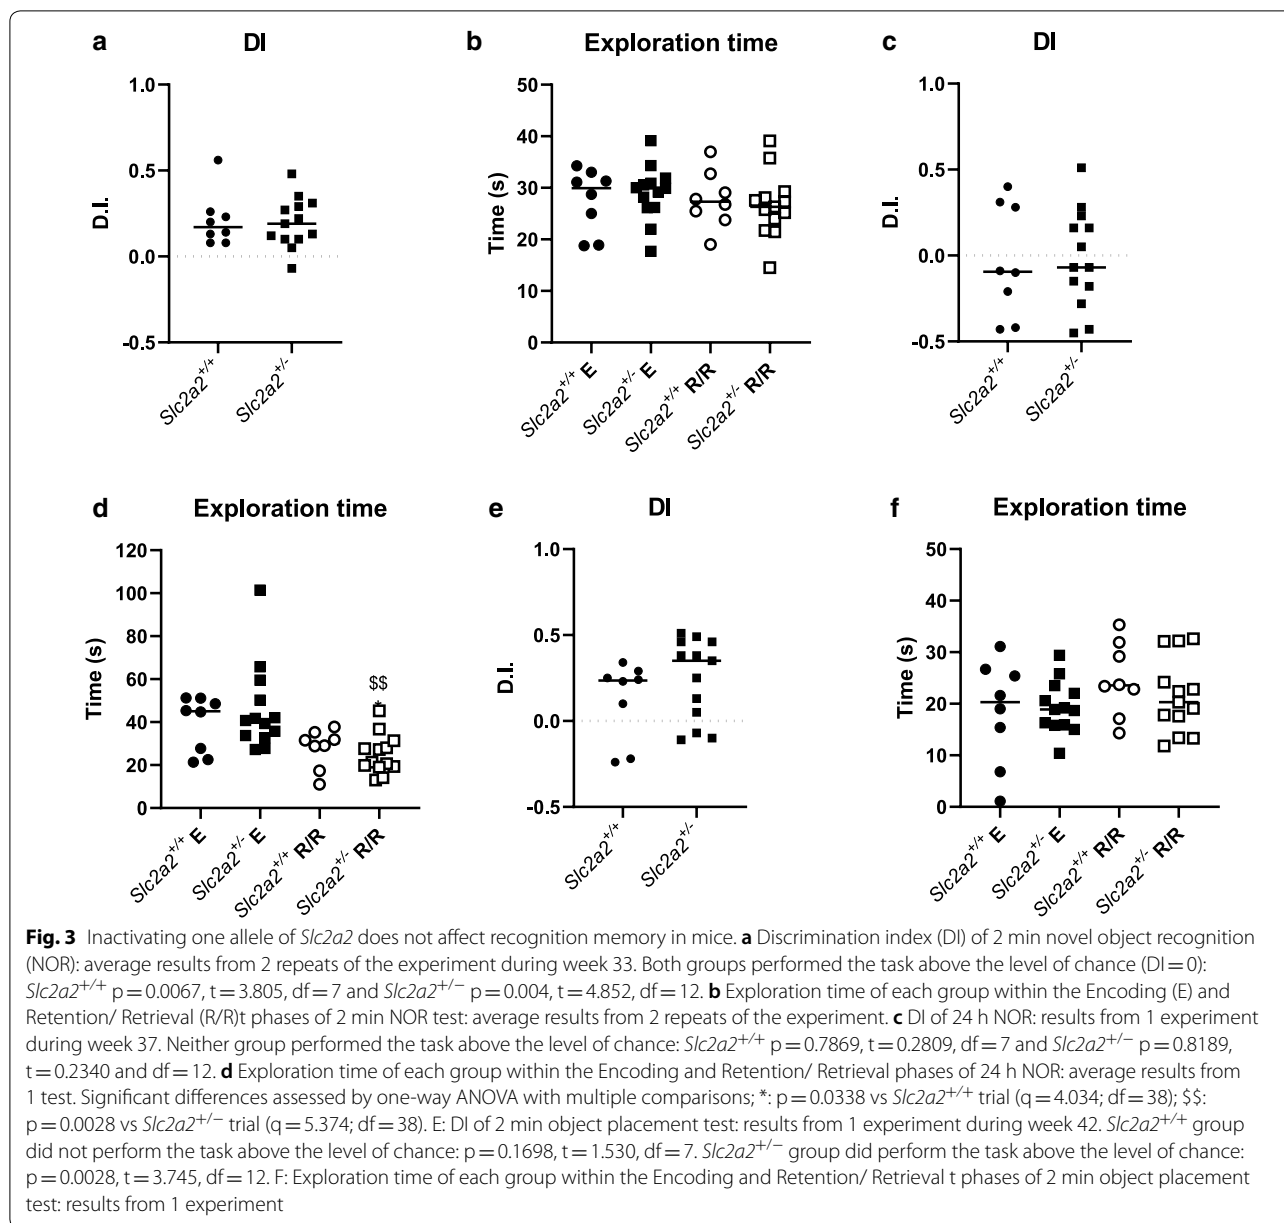 a DI
1.0
0.5
0.0
-0.5
D.I.
Slc2a2+/+
Slc2a2+/-
b Exploration time
50
40
30
20
10
0
Time (s)
Slc2a2+/+ E
Slc2a2+/- E
Slc2a2+/+ R/R
Slc2a2+/- R/R
c DI
1.0
0.5
0.0
-0.5
D.I.
Slc2a2+/+
Slc2a2+/-
d Exploration time
120
100
80
60
40
20
0
Time (s)
$$
*
Slc2a2+/+ E
Slc2a2+/- E
Slc2a2+/+ R/R
Slc2a2+/- R/R
e DI
1.0
0.5
0.0
-0.5
D.I.
Slc2a2+/+
Slc2a2+/-
f Exploration time
50
40
30
20
10
0
Time (s)
Slc2a2+/+ E
Slc2a2+/- E
Slc2a2+/+ R/R
Slc2a2+/- R/R
Fig. 3 Inactivating one allele of Slc2a2 does not affect recognition memory in mice. a Discrimination index (DI) of 2 min novel object recognition
(NOR): average results from 2 repeats of the experiment during week 33. Both groups performed the task above the level of chance (DI = 0):
Slc2a2+/+ p = 0.0067, t = 3.805, df = 7 and Slc2a2+/− p = 0.004, t = 4.852, df = 12. b Exploration time of each group within the Encoding (E) and
Retention/ Retrieval (R/R)t phases of 2 min NOR test: average results from 2 repeats of the experiment. c DI of 24 h NOR: results from 1 experiment
during week 37. Neither group performed the task above the level of chance: Slc2a2+/+ p = 0.7869, t = 0.2809, df = 7 and Slc2a2+/− p = 0.8189,
t = 0.2340 and df = 12. d Exploration time of each group within the Encoding and Retention/ Retrieval phases of 24 h NOR: average results from
1 test. Significant differences assessed by one-way ANOVA with multiple comparisons; *: p = 0.0338 vs Slc2a2+/+ trial (q = 4.034; df = 38); $$:
p = 0.0028 vs Slc2a2+/− trial (q = 5.374; df = 38). E: DI of 2 min object placement test: results from 1 experiment during week 42. Slc2a2+/+ group
did not perform the task above the level of chance: p = 0.1698, t = 1.530, df = 7. Slc2a2+/− group did perform the task above the level of chance:
p = 0.0028, t = 3.745, df = 12. F: Exploration time of each group within the Encoding and Retention/ Retrieval t phases of 2 min object placement
test: results from 1 experiment